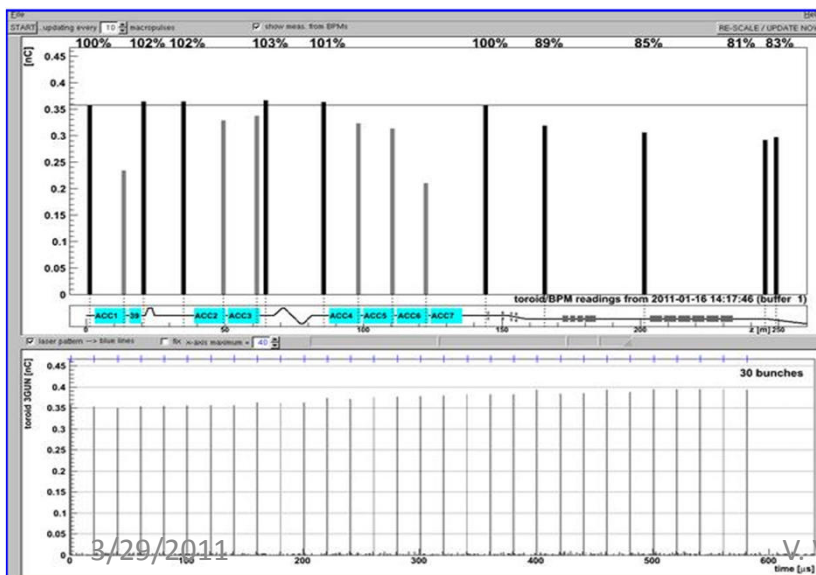 File
START updating every 10 macropulses show meas. from BPMs RE-SCALE / UPDATE NOW
100% 102% 102% 103% 101% 100% 89% 85% 81% 83%
[nC]
0.45
0.4
0.35
0.3
0.25
0.2
0.15
0.1
0.05
0
toroid/BPM readings from 2011-01-16 14:17:46 (buffer 1)
ACC1 39 ACC2 ACC3 ACC4 ACC5 ACC6 ACC7
0 50 100 150 200 z [m] 250
laser pattern --> blue lines fix x-axis maximum = 40
toroid 3GUN [nC]
30 bunches
0.45
0.4
0.35
0.3
0.25
0.2
0.15
0.1
0.05
0
0 100 200 300 400 500 600
time [µs]
3/29/2011 V.